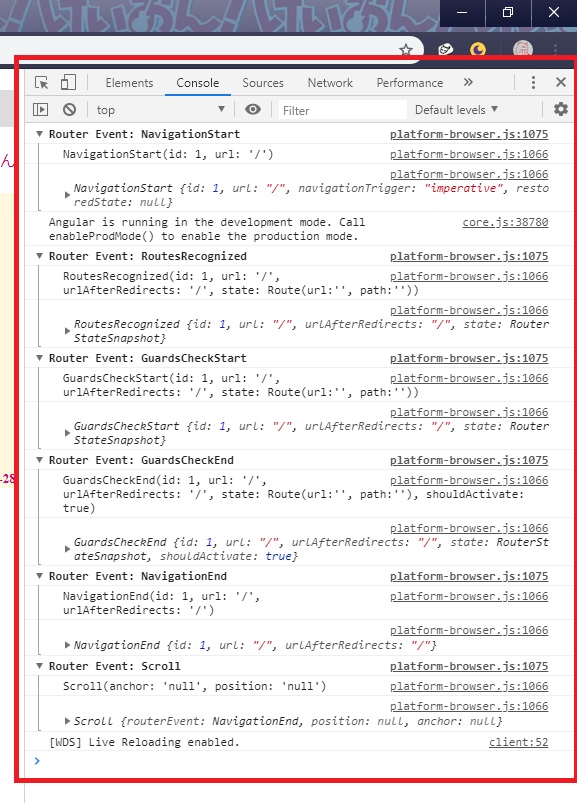 Elements Console Sources Network Performance »
top Filter Default levels
Router Event: NavigationStart platform-browser.js:1075
NavigationStart(id: 1, url: '/') platform-browser.js:1066
platform-browser.js:1066
NavigationStart {id: 1, url: "/", navigationTrigger: "imperative", resto
redState: null}
Angular is running in the development mode. Call core.js:38780
enableProdMode() to enable the production mode.
Router Event: RoutesRecognized platform-browser.js:1075
RoutesRecognized(id: 1, url: '/', platform-browser.js:1066
urlAfterRedirects: '/', state: Route(url:'', path:''))
platform-browser.js:1066
RoutesRecognized {id: 1, url: "/", urlAfterRedirects: "/", state: Router
StateSnapshot}
Router Event: GuardsCheckStart platform-browser.js:1075
GuardsCheckStart(id: 1, url: '/', platform-browser.js:1066
urlAfterRedirects: '/', state: Route(url:'', path:''))
platform-browser.js:1066
GuardsCheckStart {id: 1, url: "/", urlAfterRedirects: "/", state: Router
StateSnapshot}
Router Event: GuardsCheckEnd platform-browser.js:1075
GuardsCheckEnd(id: 1, url: '/', platform-browser.js:1066
urlAfterRedirects: '/', state: Route(url:'', path:''), shouldActivate:
true)
platform-browser.js:1066
GuardsCheckEnd {id: 1, url: "/", urlAfterRedirects: "/", state: RouterSt
ateSnapshot, shouldActivate: true}
Router Event: NavigationEnd platform-browser.js:1075
NavigationEnd(id: 1, url: '/', platform-browser.js:1066
urlAfterRedirects: '/')
platform-browser.js:1066
NavigationEnd {id: 1, url: "/", urlAfterRedirects: "/"}
Router Event: Scroll platform-browser.js:1075
Scroll(anchor: 'null', position: 'null') platform-browser.js:1066
platform-browser.js:1066
Scroll {routerEvent: NavigationEnd, position: null, anchor: null}
[WDS] Live Reloading enabled. client:52
ん
-28